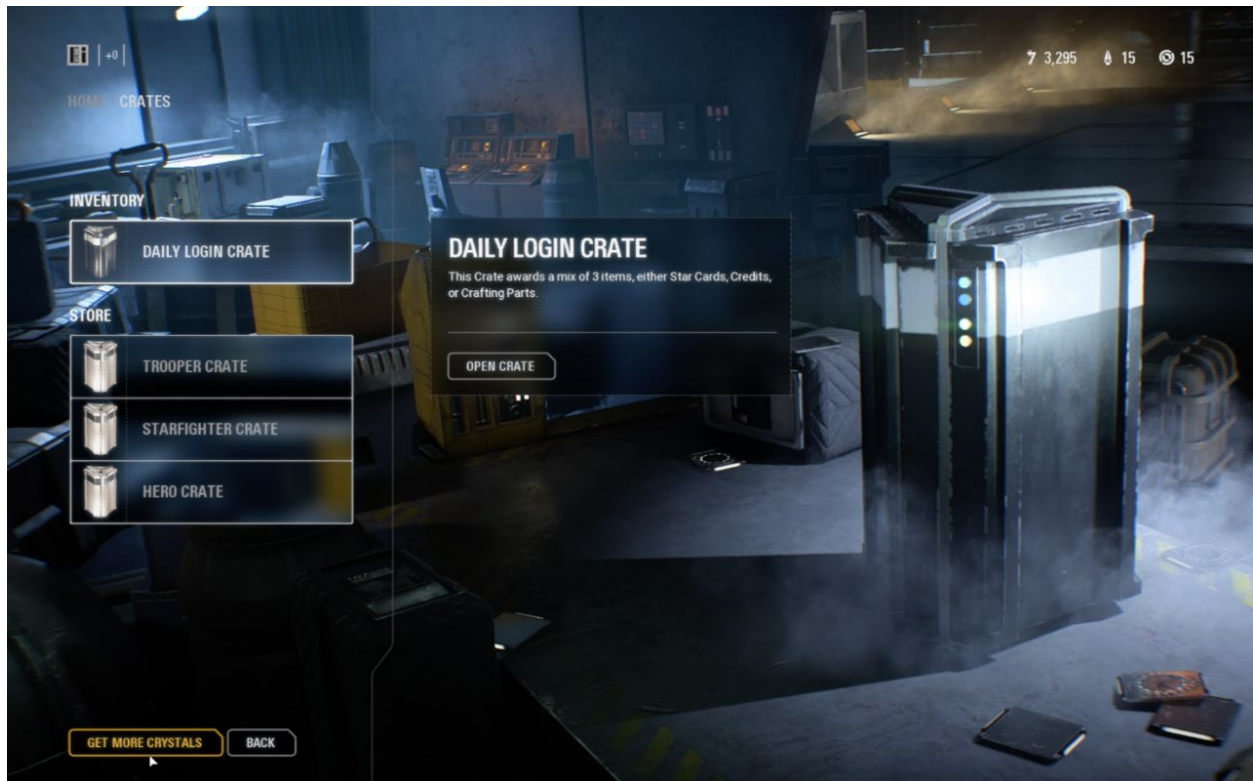 +0
3,295 15 15
HOME / CRATES
INVENTORY
DAILY LOGIN CRATE
STORE
TROOPER CRATE
STARFIGHTER CRATE
HERO CRATE
DAILY LOGIN CRATE
This Crate awards a mix of 3 items, either Star Cards, Credits,
or Crafting Parts.
OPEN CRATE
GET MORE CRYSTALS
BACK